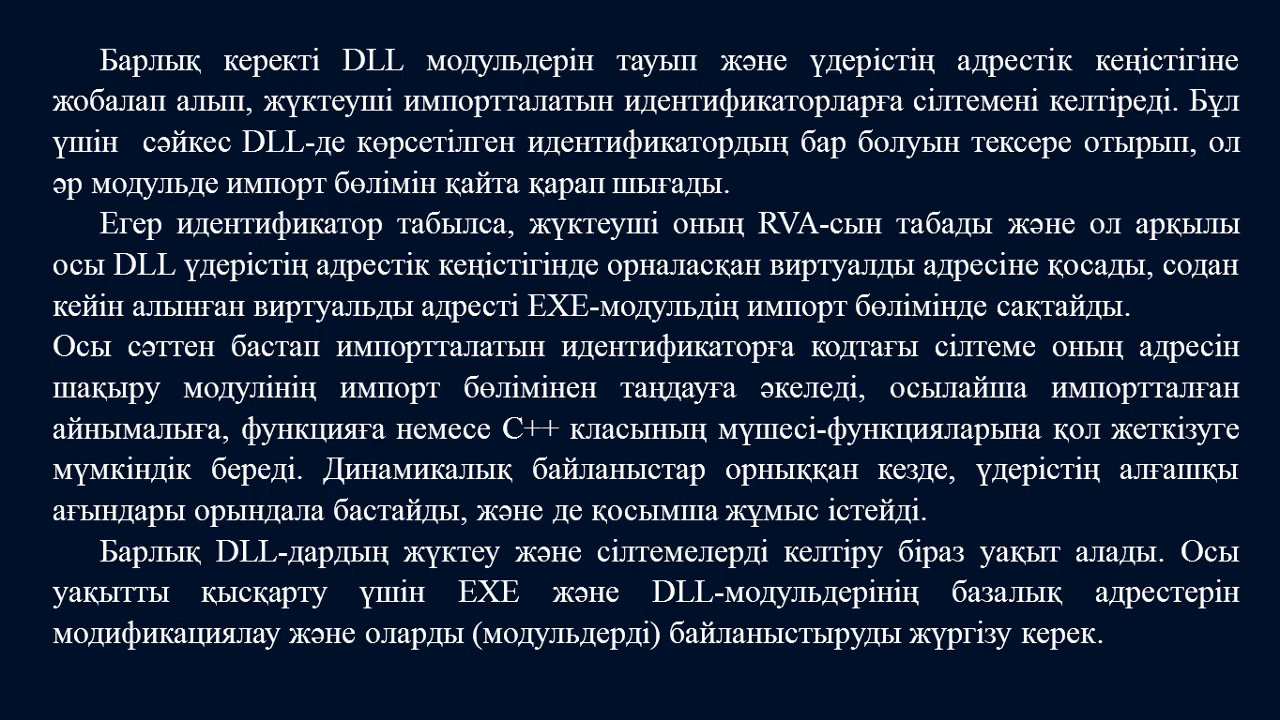 Барлық керекті DLL модульдерін тауып және үдерістің адрестік кеңістігіне
жобалап алып, жүктеуші импортталатын идентификаторларға сілтемені келтіреді. Бұл
үшін сәйкес DLL-де көрсетілген идентификатордың бар болуын тексере отырып, ол
әр модульде импорт бөлімін қайта қарап шығады.
Егер идентификатор табылса, жүктеуші оның RVA-сын табады және ол арқылы
осы DLL үдерістің адрестік кеңістігінде орналасқан виртуалды адресіне қосады, содан
кейін алынған виртуальды адресті EXE-модульдің импорт бөлімінде сақтайды.
Осы сәттен бастап импортталатын идентификаторға кодтағы сілтеме оның адресін
шақыру модулінің импорт бөлімінен таңдауға әкеледі, осылайша импортталған
айнымалыға, функцияға немесе С++ класының мүшесі-функцияларына қол жеткізуге
мүмкіндік береді. Динамикалық байланыстар орныққан кезде, үдерістің алғашқы
ағындары орындала бастайды, және де қосымша жұмыс істейді.
Барлық DLL-дардың жүктеу және сілтемелерді келтіру біраз уақыт алады. Осы
уақытты қысқарту үшін EXE және DLL-модульдерінің базалық адрестерін
модификациялау және оларды (модульдерді) байланыстыруды жүргізу керек.